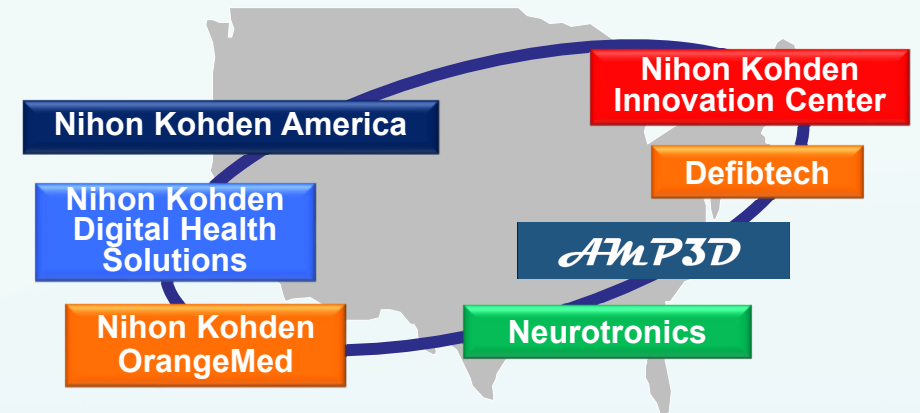 Nihon Kohden
Innovation Center
Nihon Kohden America
Defibtech
Nihon Kohden
Digital Health
Solutions
AMP3D
Nihon Kohden
OrangeMed
Neurotronics